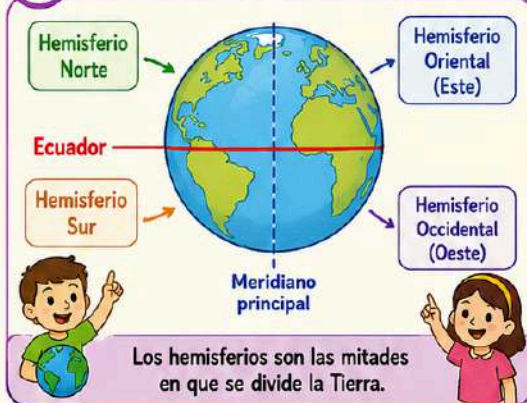 Hemisferio
Norte
Hemisferio
Oriental
(Este)
Ecuador
Hemisferio
Sur
Hemisferio
Occidental
(Oeste)
Meridiano
principal
Los hemisferios son las mitades
en que se divide la Tierra.